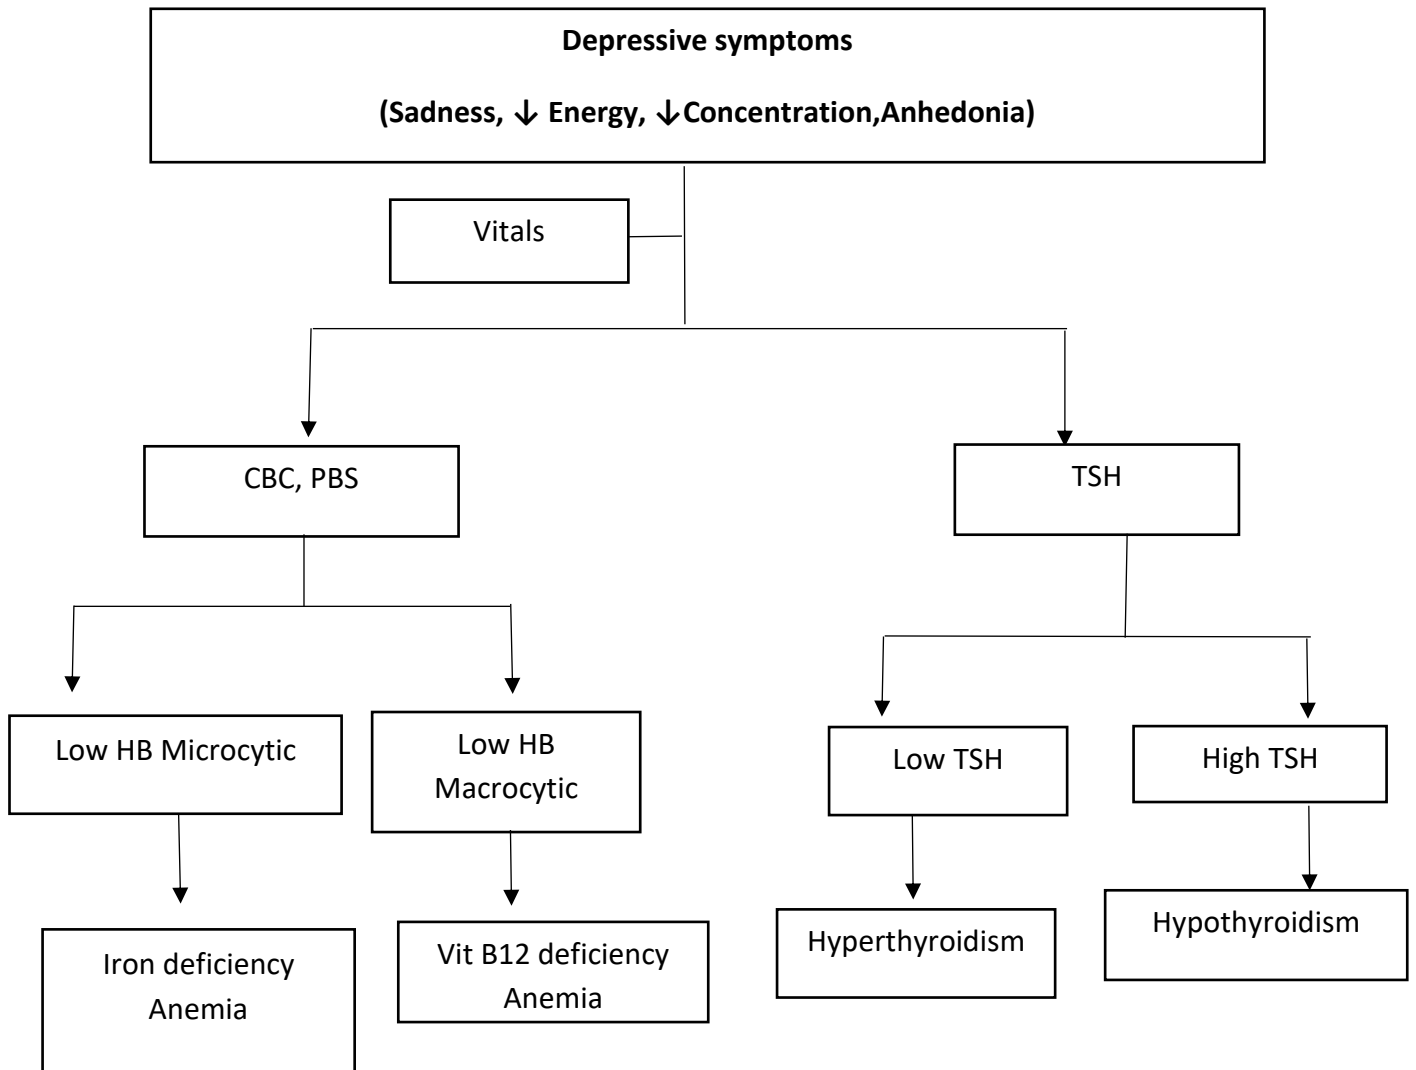 Depressive symptoms
(Sadness, ↓ Energy, ↓Concentration,Anhedonia)
Vitals
CBC, PBS
TSH
Low HB Microcytic
Low HB
Macrocytic
Low TSH
High TSH
Iron deficiency
Anemia
Vit B12 deficiency
Anemia
Hyperthyroidism
Hypothyroidism